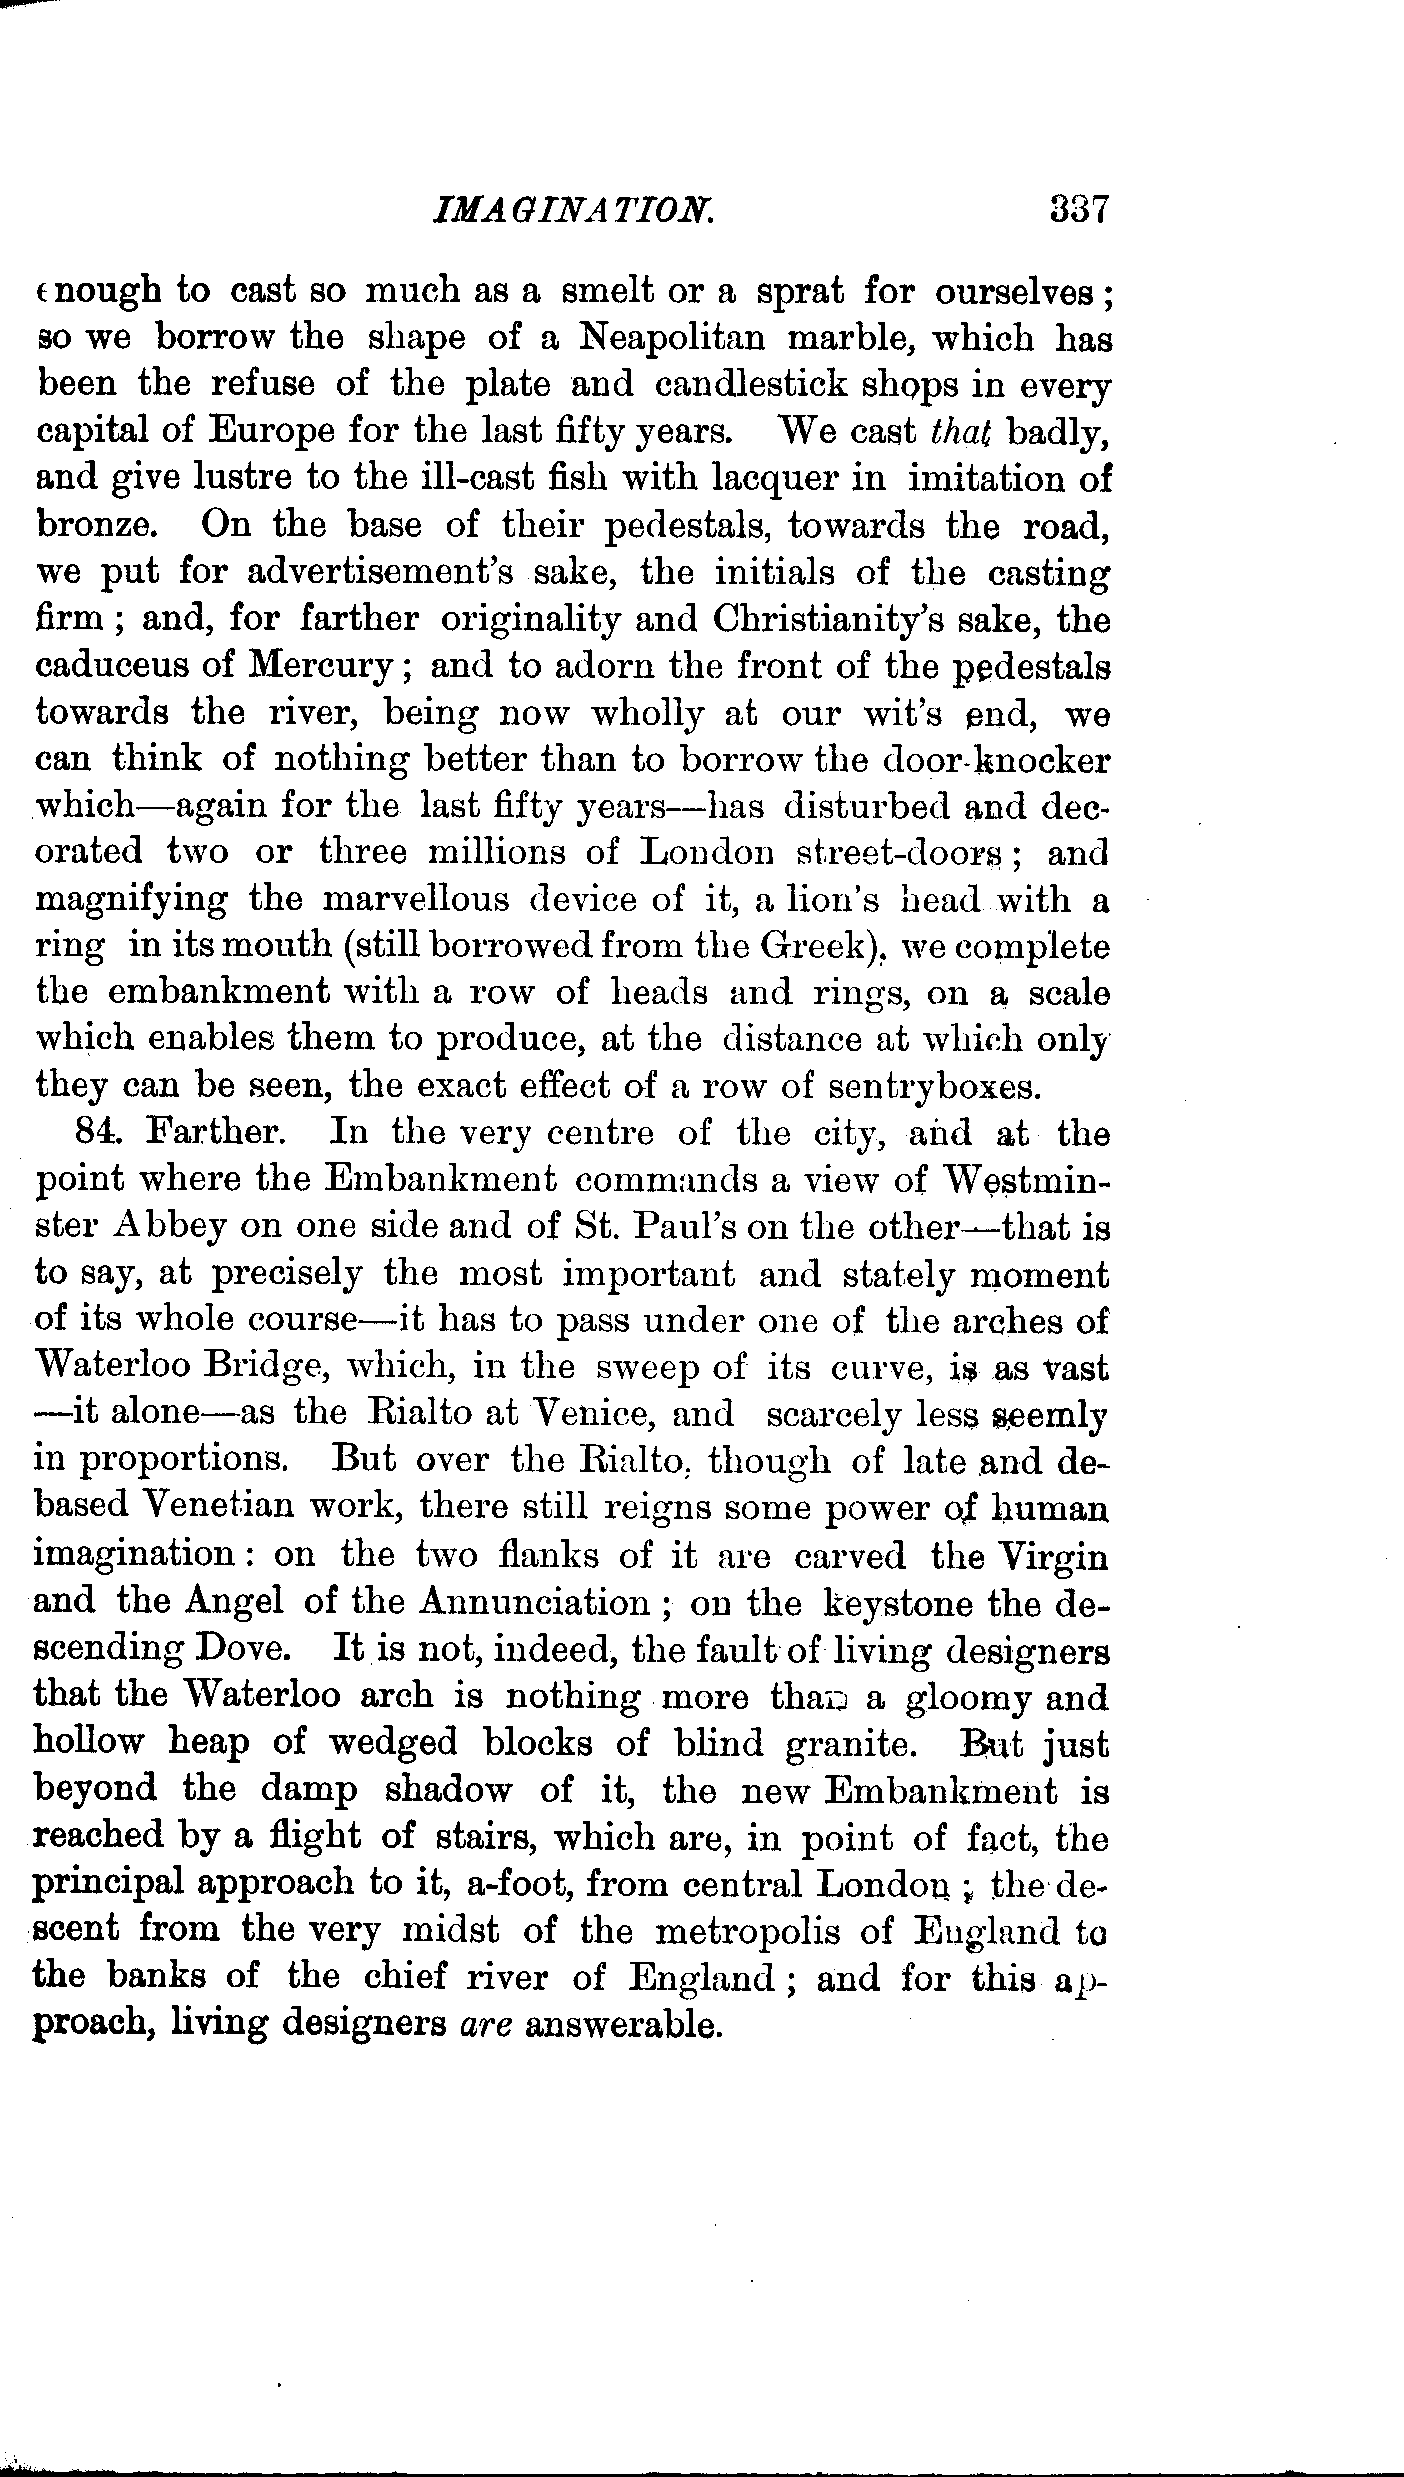 IMAGINATION. 337
enough to cast so much as a smelt or a sprat for ourselves;
so we borrow the shape of a Neapolitan marble, which has
been the refuse of the plate and candlestick shops in every
capital of Europe for the last fifty years. We cast that badly,
and give lustre to the ill-cast fish with lacquer in imitation of
bronze. On the base of their pedestals, towards the road,
we put for advertisement's sake, the initials of the casting
firm; and, for farther originality and Christianity's sake, the
caduceus of Mercury; and to adorn the front of the pedestals
towards the river, being now wholly at our wit's end, we
can think of nothing better than to borrow the door-knocker
which—again for the last fifty years—has disturbed and dec-
orated two or three millions of London street-doors; and
magnifying the marvellous device of it, a lion's head with a
ring in its mouth (still borrowed from the Greek), we complete
the embankment with a row of heads and rings, on a scale
which enables them to produce, at the distance at which only
they can be seen, the exact effect of a row of sentryboxes.
84. Farther. In the very centre of the city, and at the
point where the Embankment commands a view of Westmin-
ster Abbey on one side and of St. Paul's on the other—that is
to say, at precisely the most important and stately moment
of its whole course—it has to pass under one of the arches of
Waterloo Bridge, which, in the sweep of its curve, is as vast
—it alone—as the Rialto at Venice, and scarcely less seemly
in proportions. But over the Rialto, though of late and de-
based Venetian work, there still reigns some power of human
imagination: on the two flanks of it are carved the Virgin
and the Angel of the Annunciation; on the keystone the de-
scending Dove. It is not, indeed, the fault of living designers
that the Waterloo arch is nothing more than a gloomy and
hollow heap of wedged blocks of blind granite. But just
beyond the damp shadow of it, the new Embankment is
reached by a flight of stairs, which are, in point of fact, the
principal approach to it, a-foot, from central London; the de-
scent from the very midst of the metropolis of England to
the banks of the chief river of England; and for this ap-
proach, living designers are answerable.